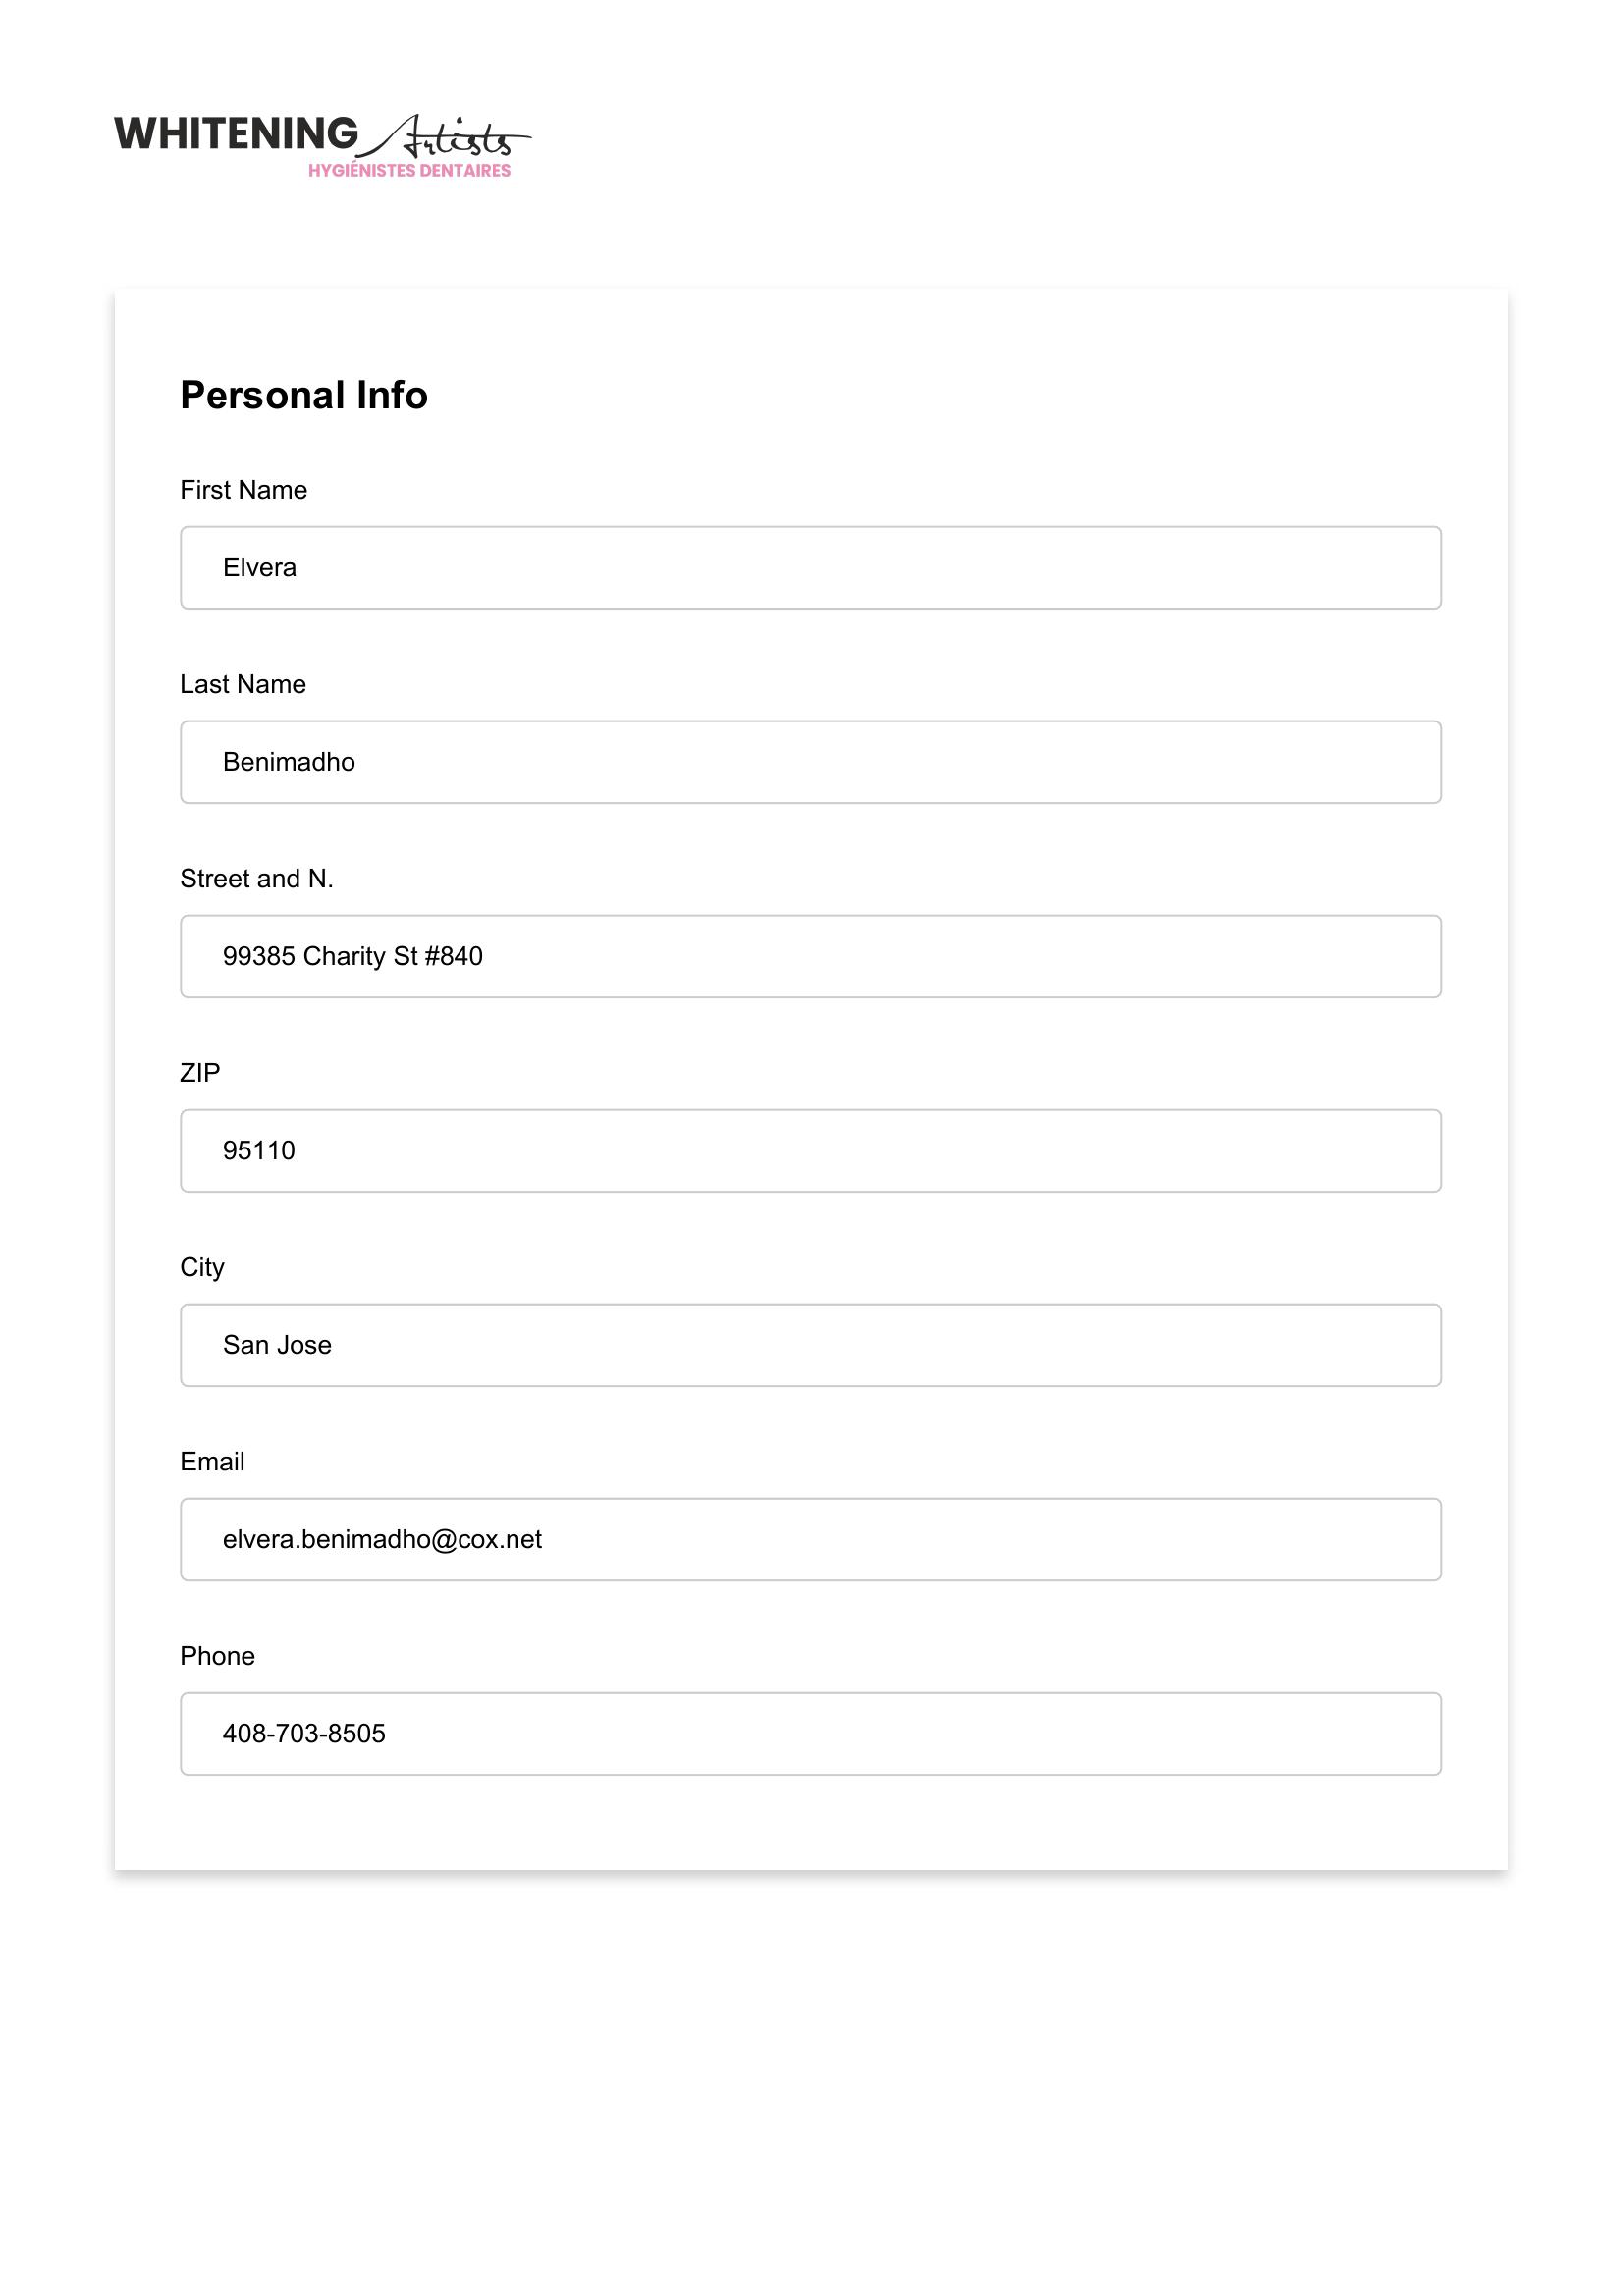 WHITENING Artists
HYGIÉNISTES DENTAIRES
Personal Info
First Name
Elvera
Last Name
Benimadho
Street and N.
99385 Charity St #840
ZIP
95110
City
San Jose
Email
elvera.benimadho@cox.net
Phone
408-703-8505